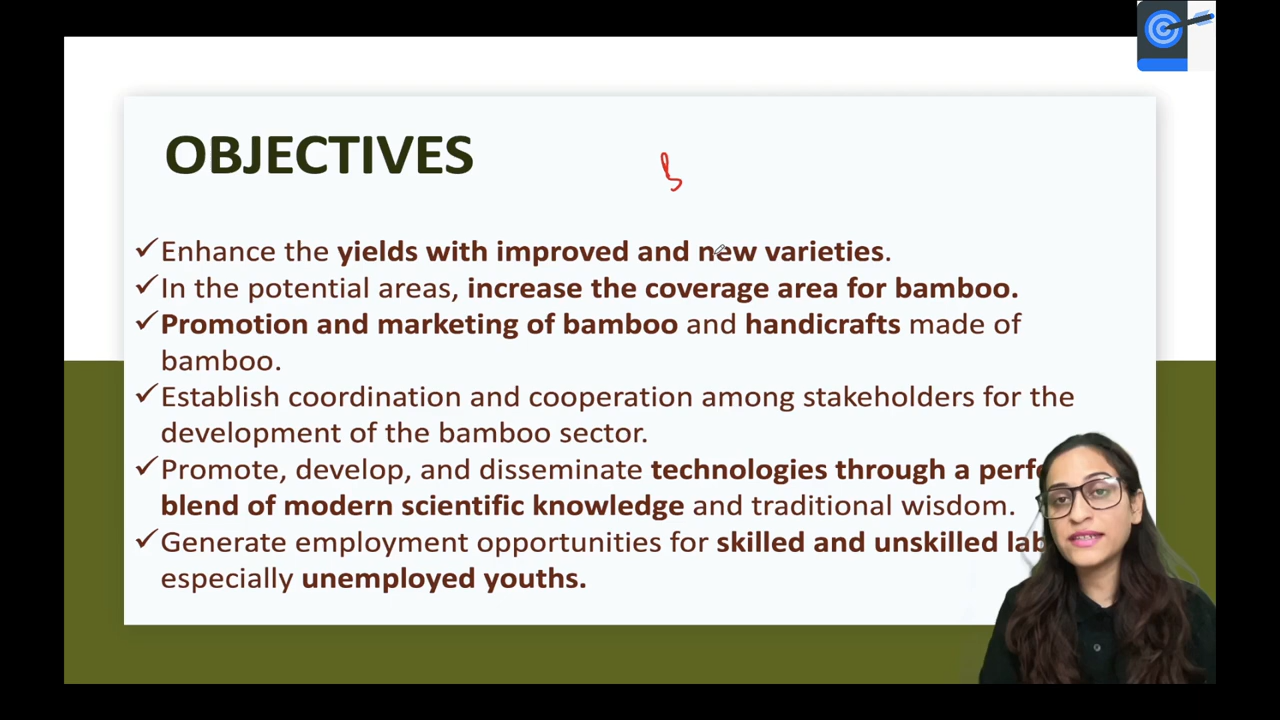 OBJECTIVES
✓Enhance the yields with improved and new varieties.
✓In the potential areas, increase the coverage area for bamboo.
✓Promotion and marketing of bamboo and handicrafts made of
bamboo.
✓Establish coordination and cooperation among stakeholders for the
development of the bamboo sector.
✓Promote, develop, and disseminate technologies through a
blend of modern scientific knowledge and traditional wisdom.
✓Generate employment opportunities for skilled and unskilled
especially unemployed youths.